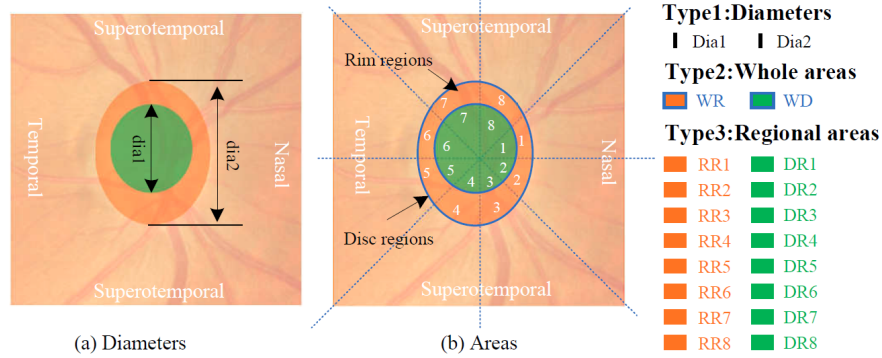 Superotemporal
Temporal
Nasal
dia1
dia2
Superotemporal
(a) Diameters
Superotemporal
Rim regions
Temporal
Nasal
7
8
7
8
6
6
1
1
5
5
2
2
4
3
4
3
Disc regions
Superotemporal
(b) Areas
Type1:Diameters
Dia1 Dia2
Type2:Whole areas
WR WD
Type3:Regional areas
RR1 DR1
RR2 DR2
RR3 DR3
RR4 DR4
RR5 DR5
RR6 DR6
RR7 DR7
RR8 DR8